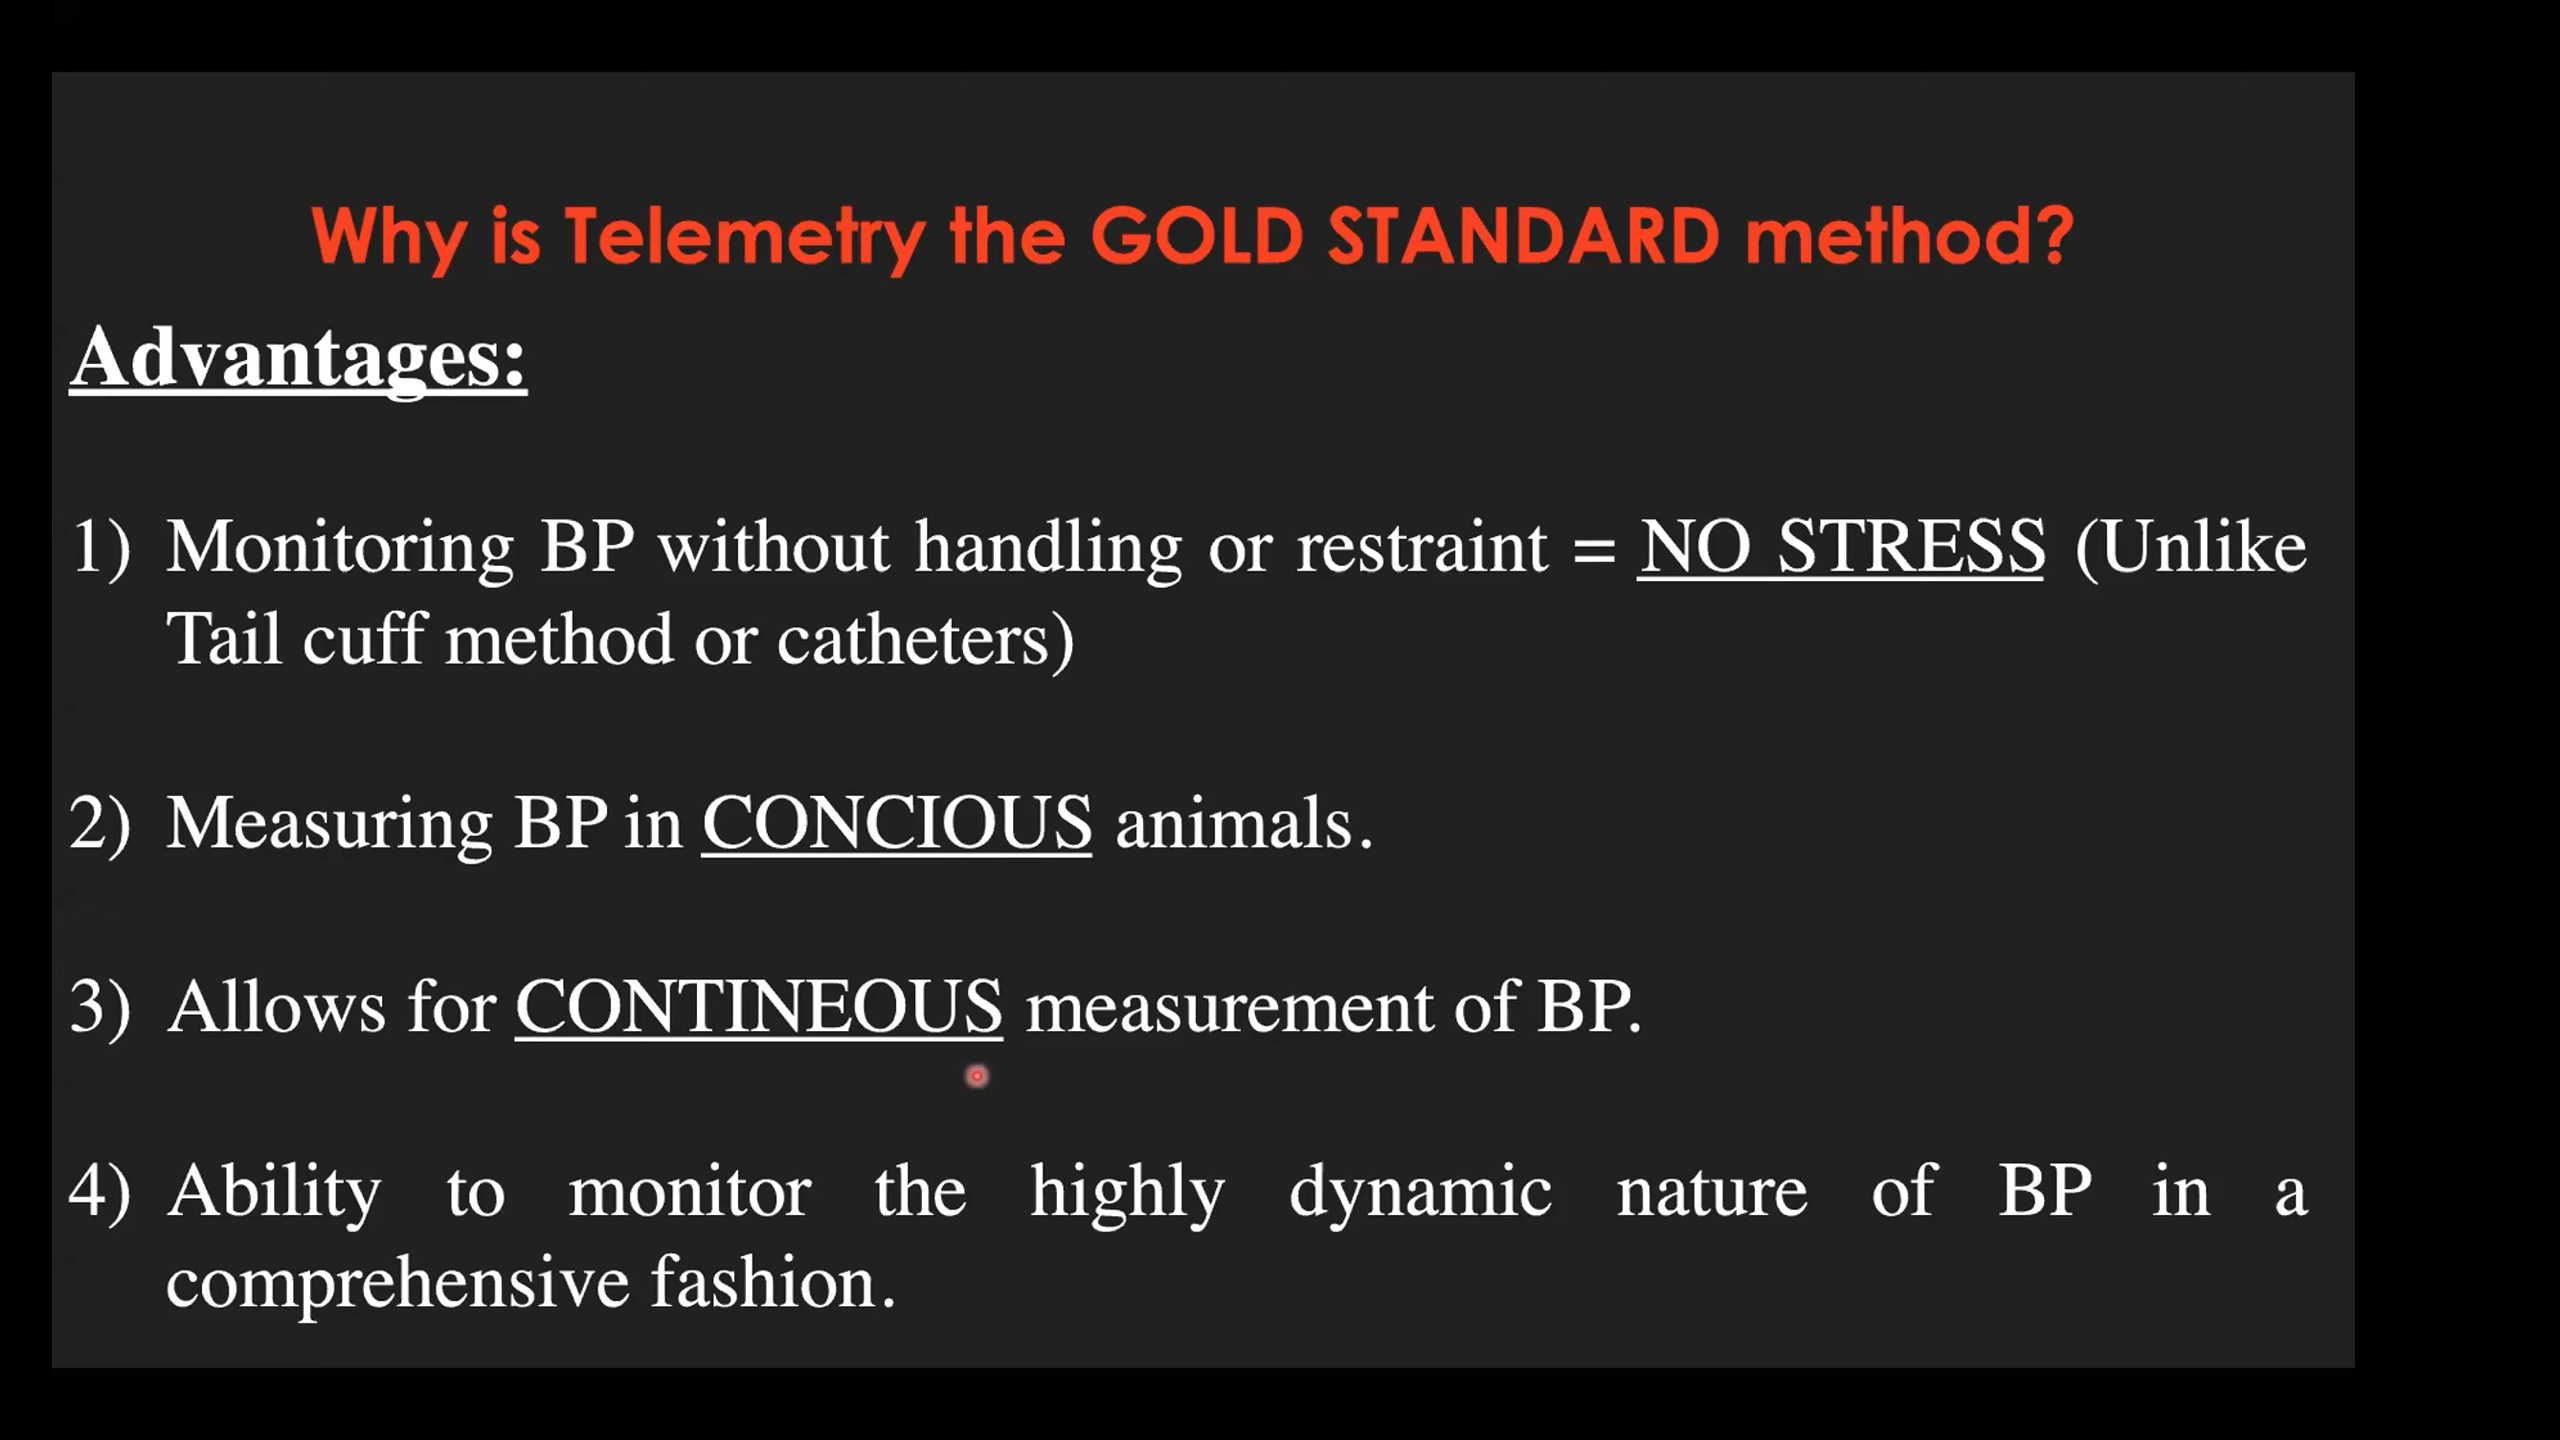 Why is Telemetry the GOLD STANDARD method?
Advantages:
1) Monitoring BP without handling or restraint = NO STRESS (Unlike
Tail cuff method or catheters)
2) Measuring BP in CONCIOUS animals.
3) Allows for CONTINEOUS measurement of BP.
4) Ability to monitor the highly dynamic nature of BP in a
comprehensive fashion.